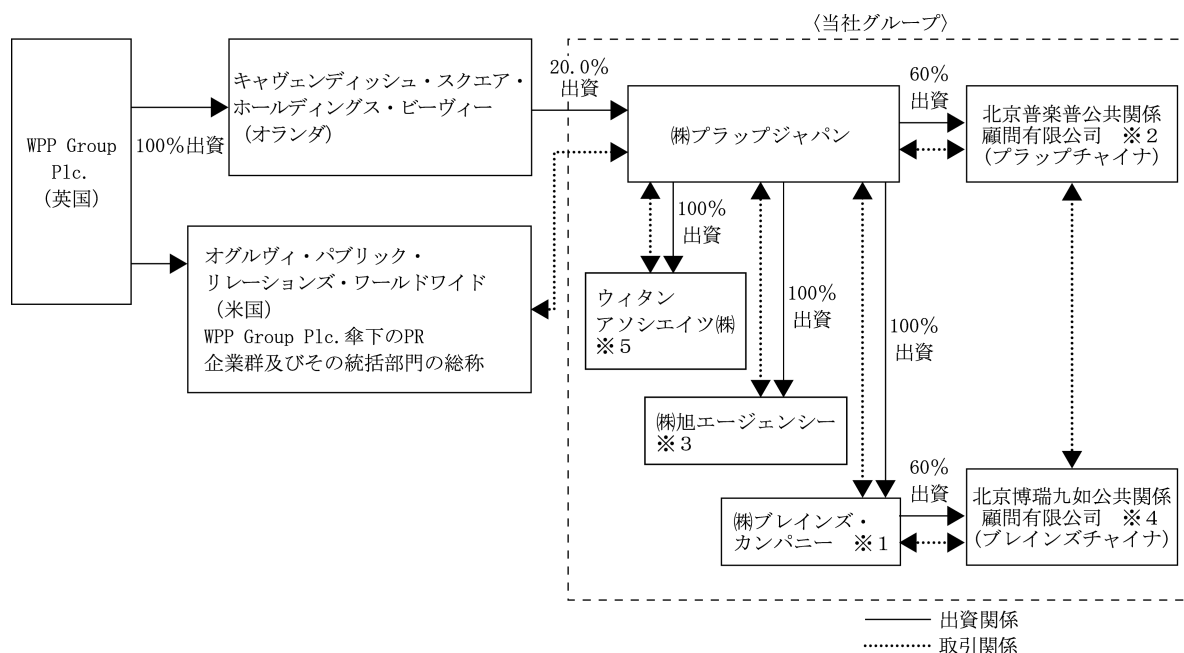 〈当社グループ〉
WPP Group
Plc.
(英国)
100%出資
キャヴェンディッシュ・スクエア・
ホールディングス・ビーヴィー
(オランダ)
20.0%
出資
オグルヴィ・パブリック・
リレーションズ・ワールドワイド
(米国)
WPP Group Plc.傘下のPR
企業群及びその統括部門の総称
㈱プラップジャパン
60%
出資
北京普楽普公共関係
顧問有限公司 ※2
(プラップチャイナ)
100%
出資
ウィタン
アソシエイツ㈱
※5
100%
出資
㈱旭エージェンシー
※3
100%
出資
㈱ブレインズ・
カンパニー ※1
60%
出資
北京博瑞九如公共関係
顧問有限公司 ※4
(ブレインズチャイナ)
出資関係
取引関係